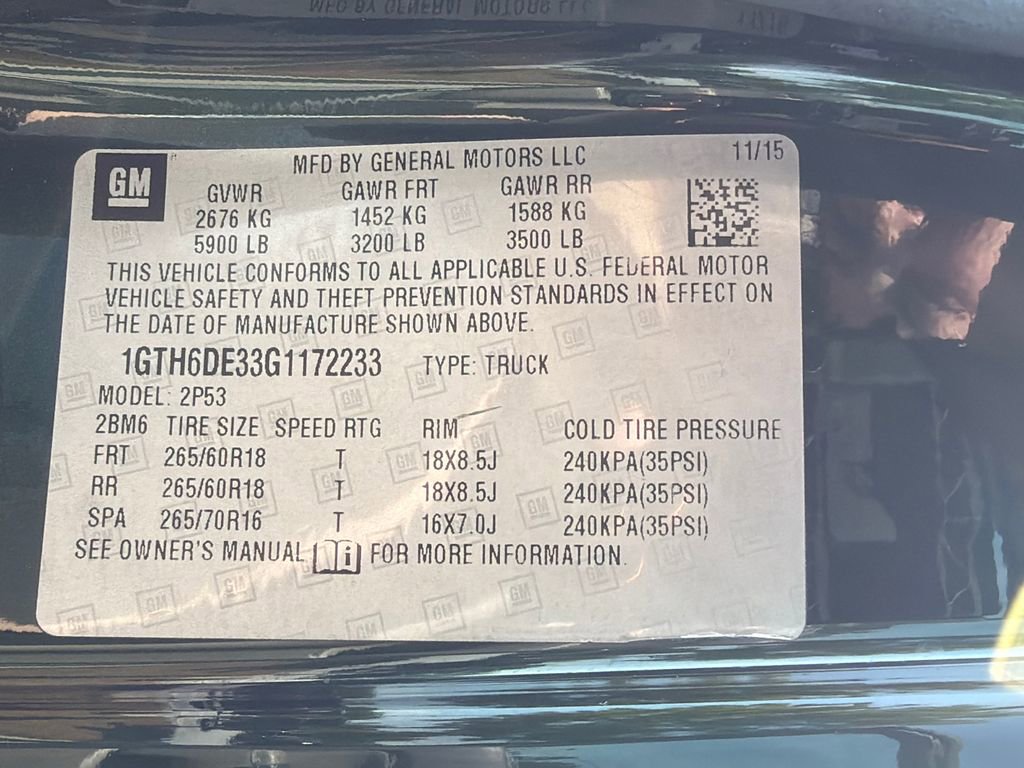 GM
MFD BY GENERAL MOTORS LLC 11/15
GVWR GAWR FRT GAWR RR
2676 KG 1452 KG 1588 KG
5900 LB 3200 LB 3500 LB
THIS VEHICLE CONFORMS TO ALL APPLICABLE U.S. FEDERAL MOTOR
VEHICLE SAFETY AND THEFT PREVENTION STANDARDS IN EFFECT ON
THE DATE OF MANUFACTURE SHOWN ABOVE.
1GTH6DE33G1172233 TYPE: TRUCK
MODEL: 2P53
2BM6 TIRE SIZE SPEED RTG RIM COLD TIRE PRESSURE
FRT 265/60R18 T 18X8.5J 240KPA(35PSI)
RR 265/60R18 T 18X8.5J 240KPA(35PSI)
SPA 265/70R16 T 16X7.0J 240KPA(35PSI)
SEE OWNER'S MANUAL FOR MORE INFORMATION.